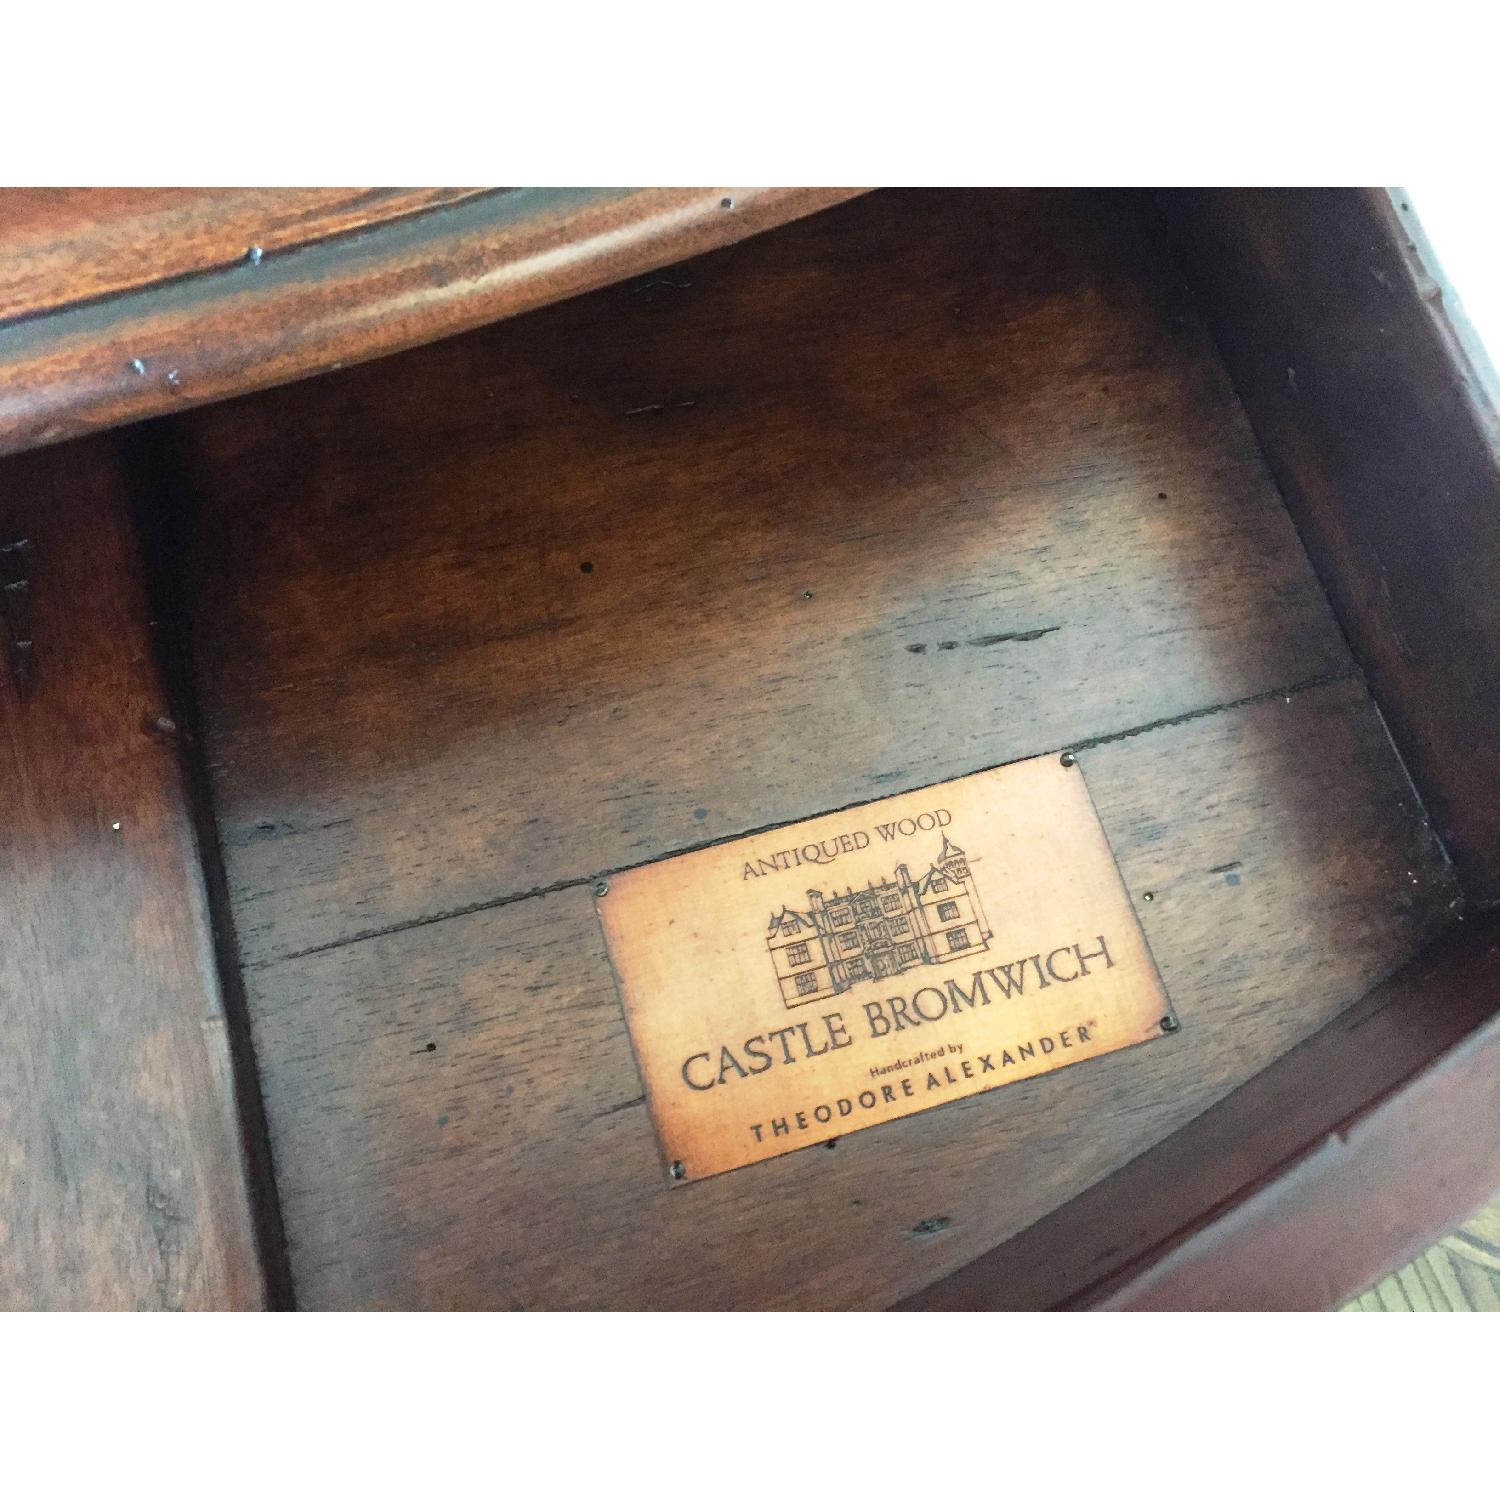 ANTIQUED WOOD
CASTLE BROMWICH
Handcrafted by
THEODORE ALEXANDER®